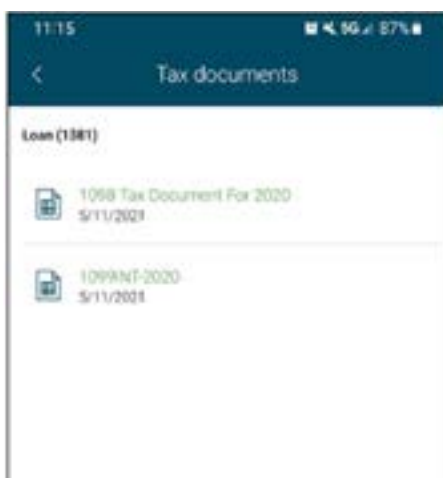 11:15 5G 87%
Tax documents
Loan (1381)
1098 Tax Document For 2020
5/11/2021
1099INT-2020
5/11/2021